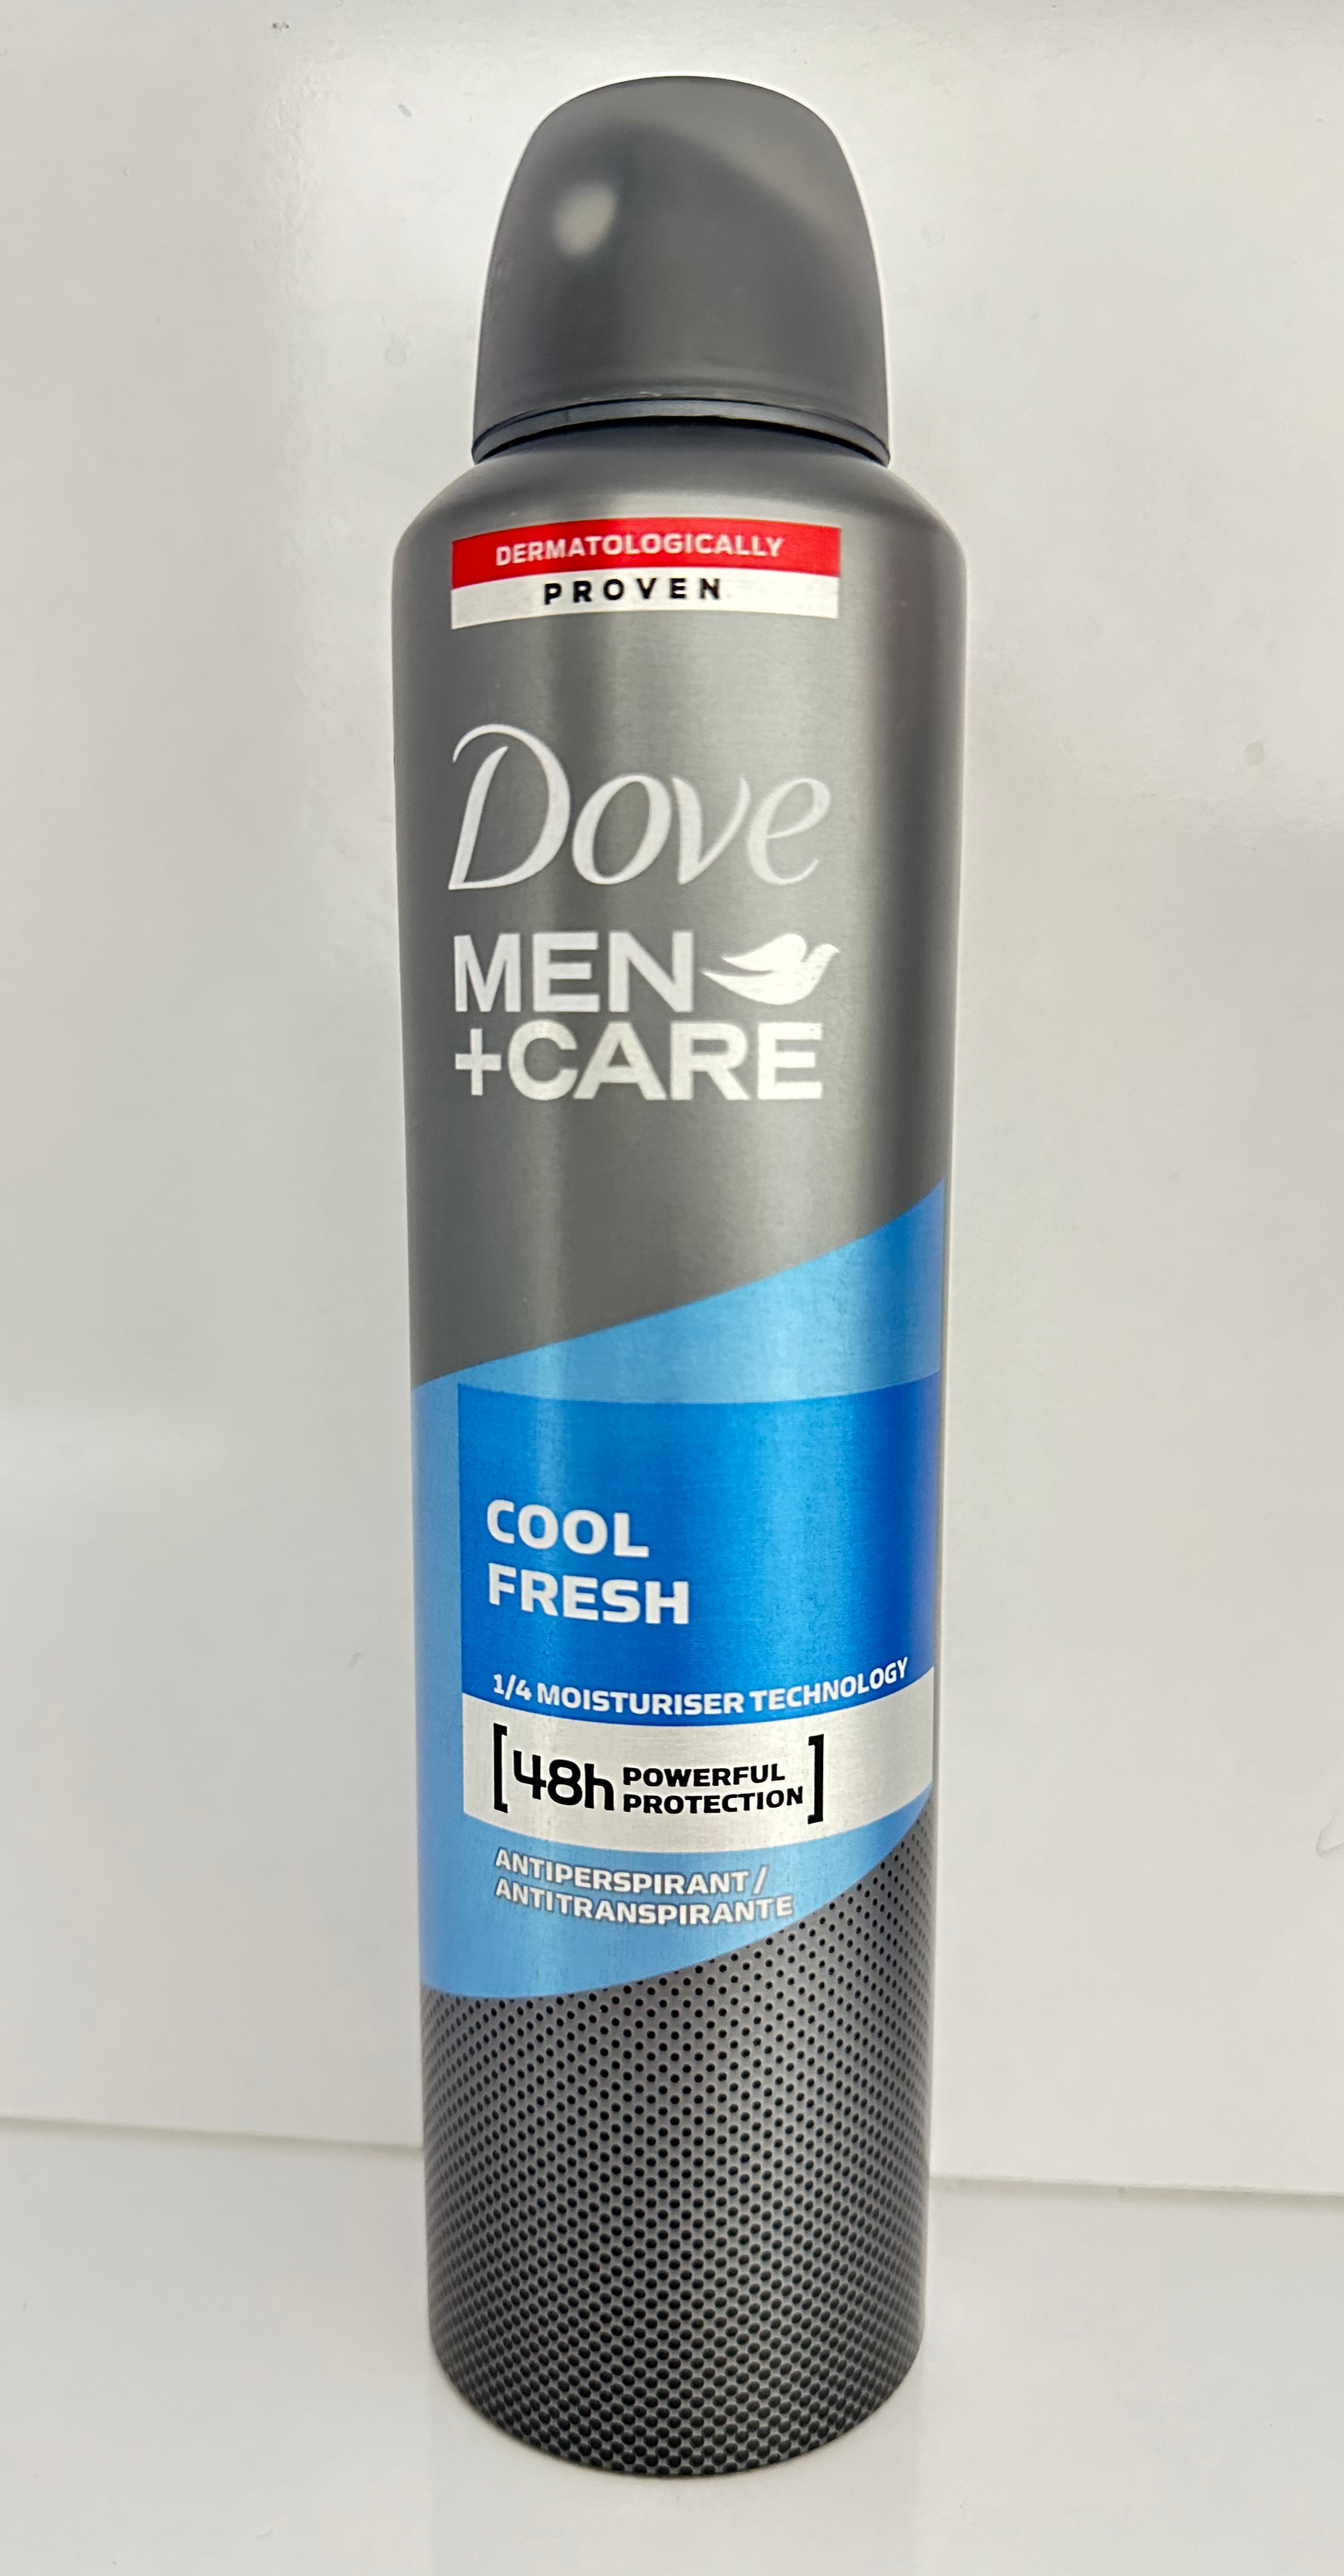 DERMATOLOGICALLY
PROVEN
Dove
MEN
+CARE
COOL
FRESH
1/4 MOISTURISER TECHNOLOGY
[48h POWERFUL
PROTECTION]
ANTIPERSPIRANT/
ANTITRANSPIRANTE